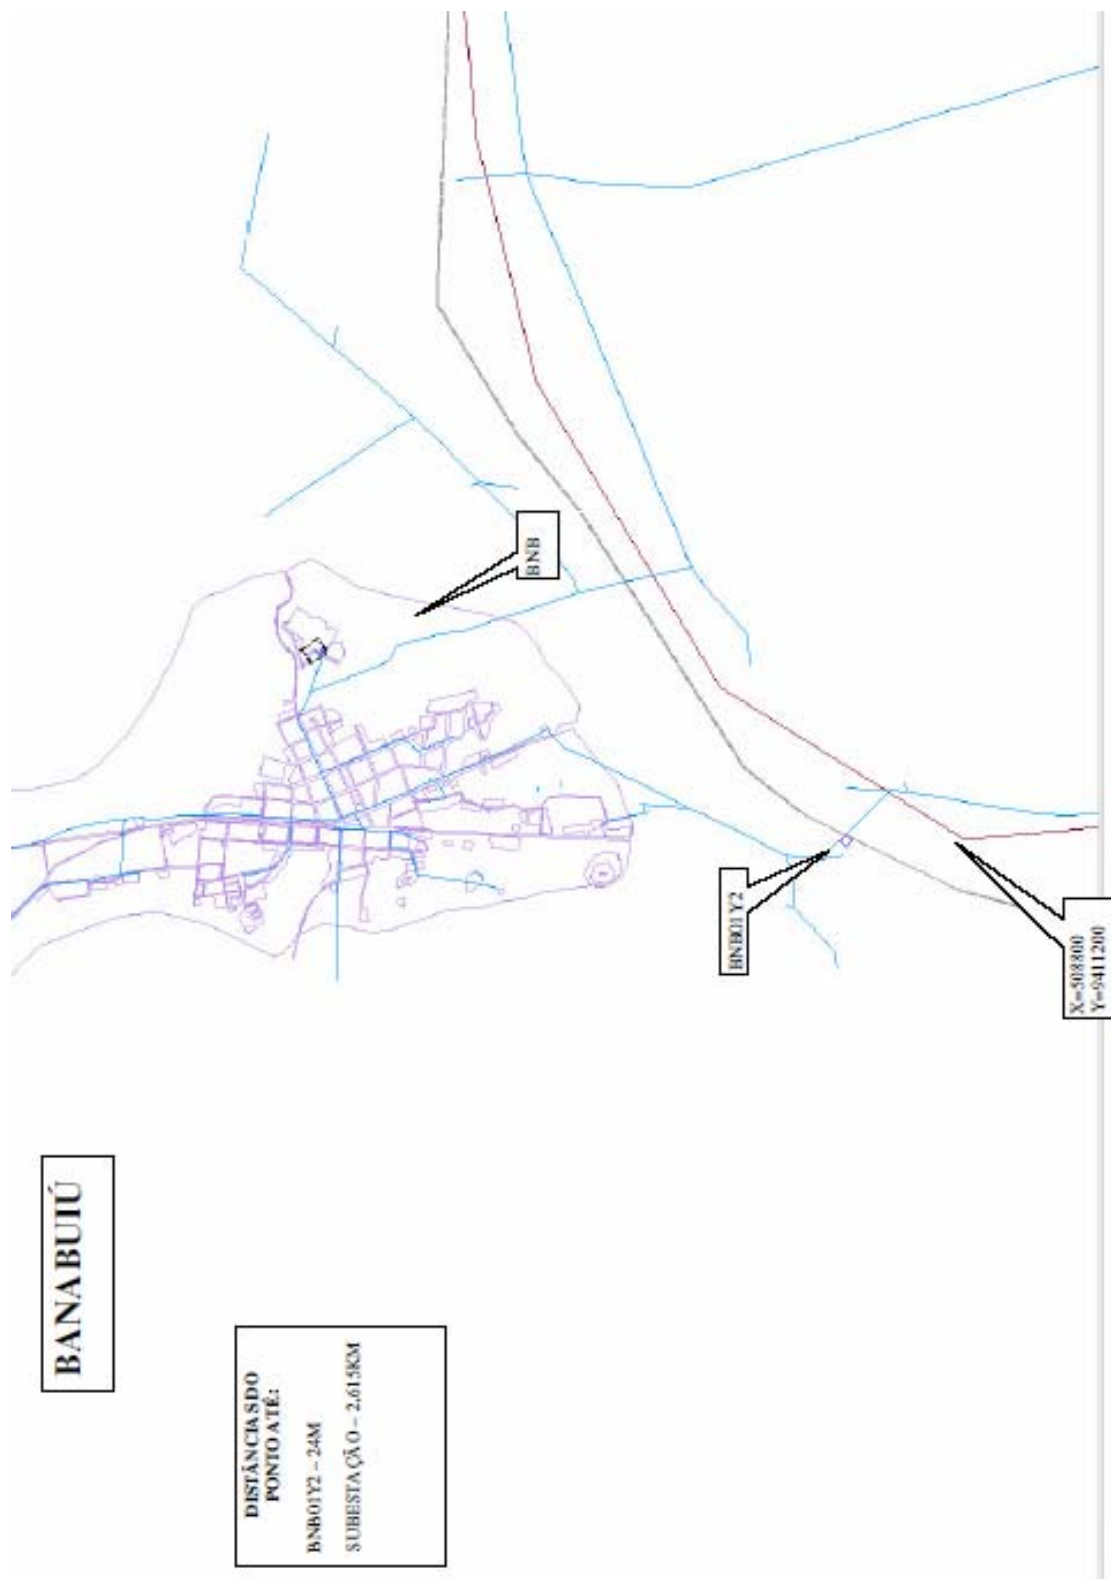 BANABUIÚ
DISTÂNCIAS DO
PONTO ATÉ:
BNB01Y2 – 24M
SUBESTAÇÃO – 2,615KM
BNB
BNB01Y2
X=508800
Y=9411200